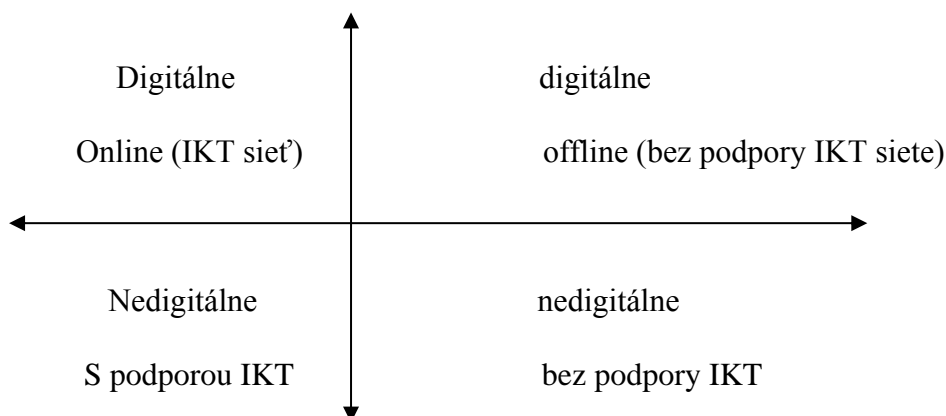 Digitálne
Online (IKT sieť)
digitálne
offline (bez podpory IKT siete)
Nedigitálne
S podporou IKT
nedigitálne
bez podpory IKT